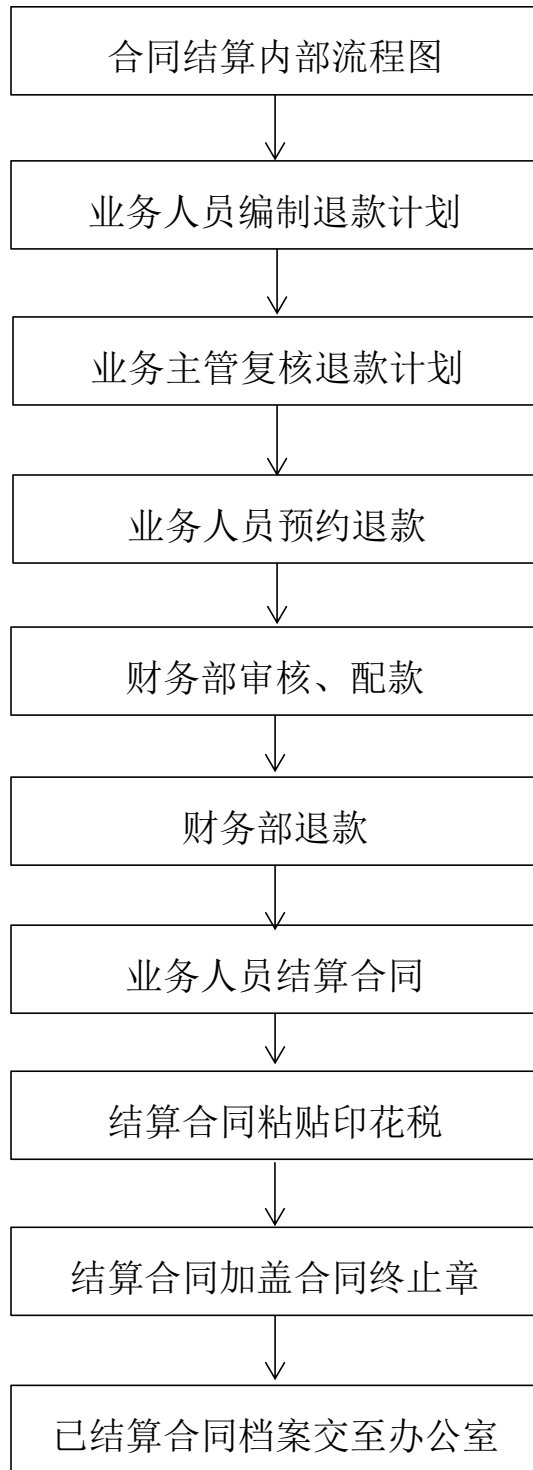 合同结算内部流程图
业务人员编制退款计划
业务主管复核退款计划
业务人员预约退款
财务部审核、配款
财务部退款
业务人员结算合同
结算合同粘贴印花税
结算合同加盖合同终止章
已结算合同档案交至办公室